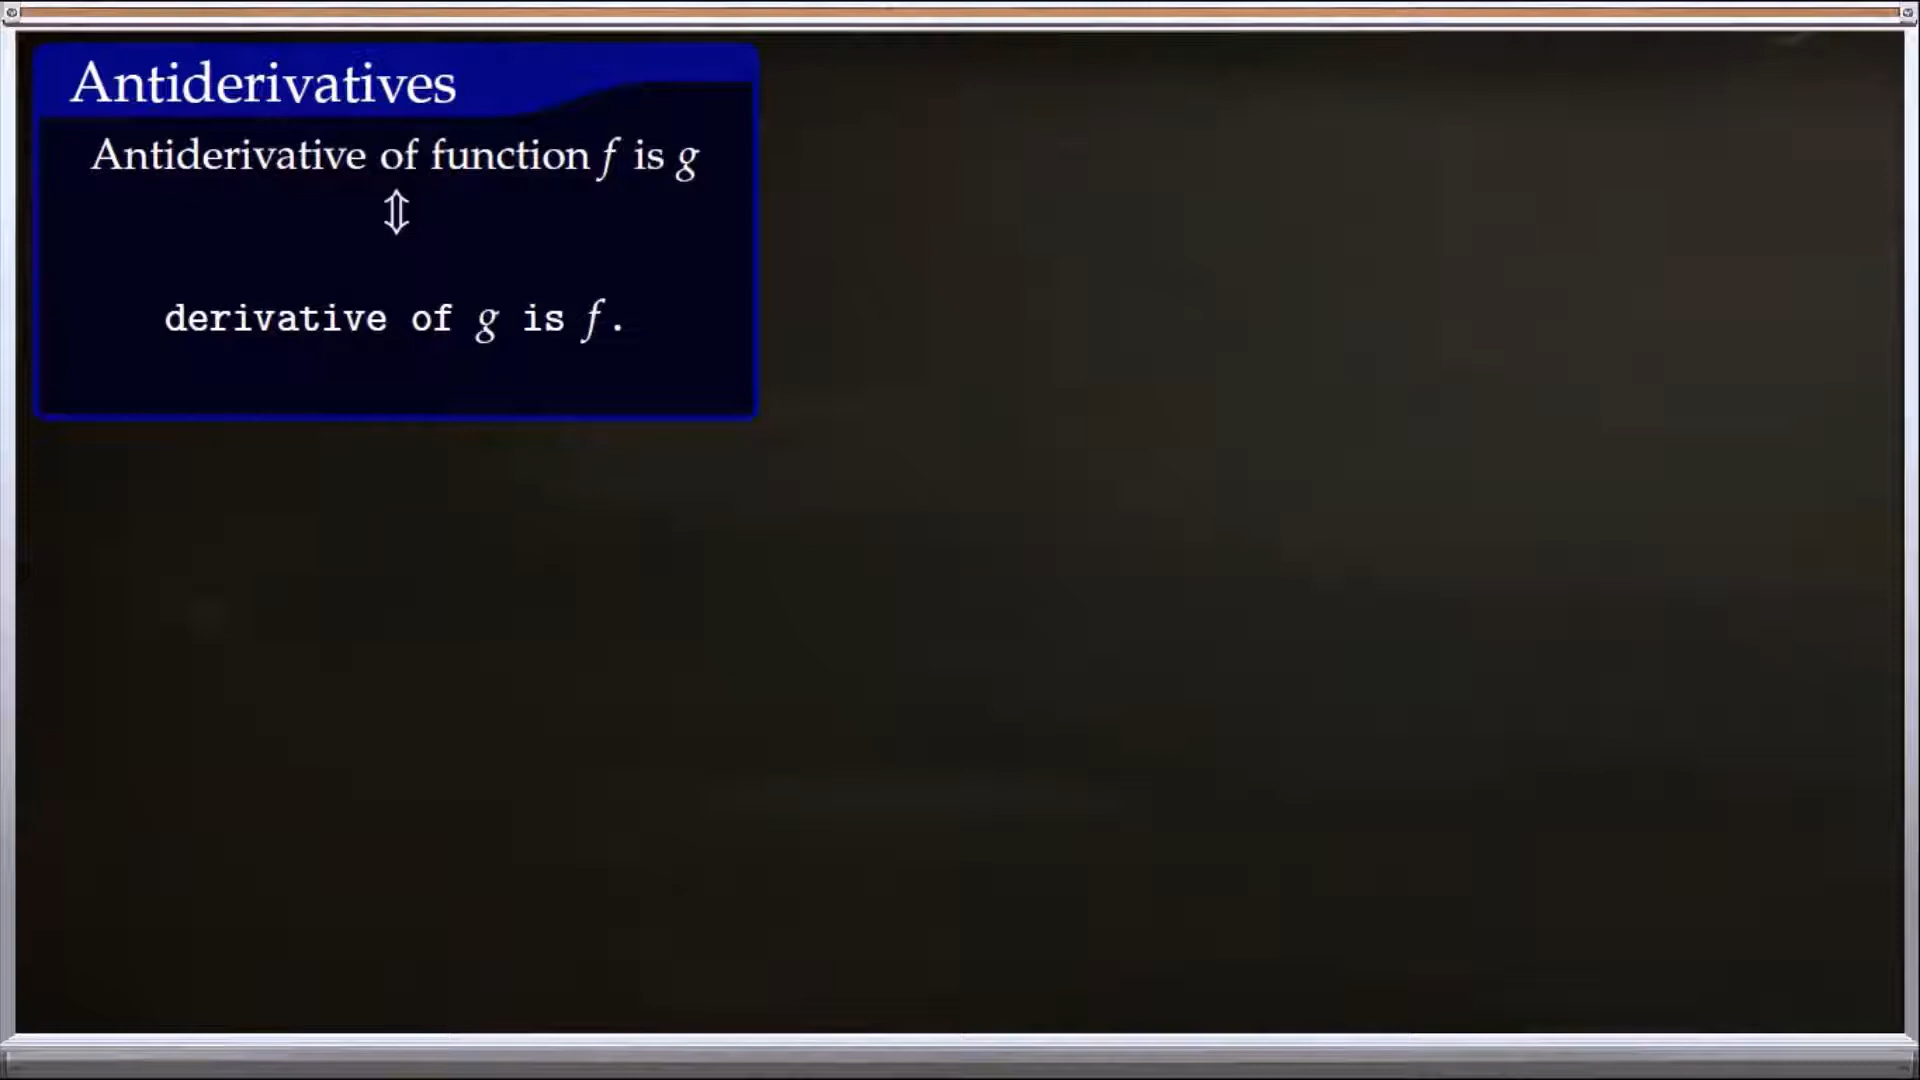 Antiderivatives
Antiderivative of function f is g
⇕
derivative of g is f.